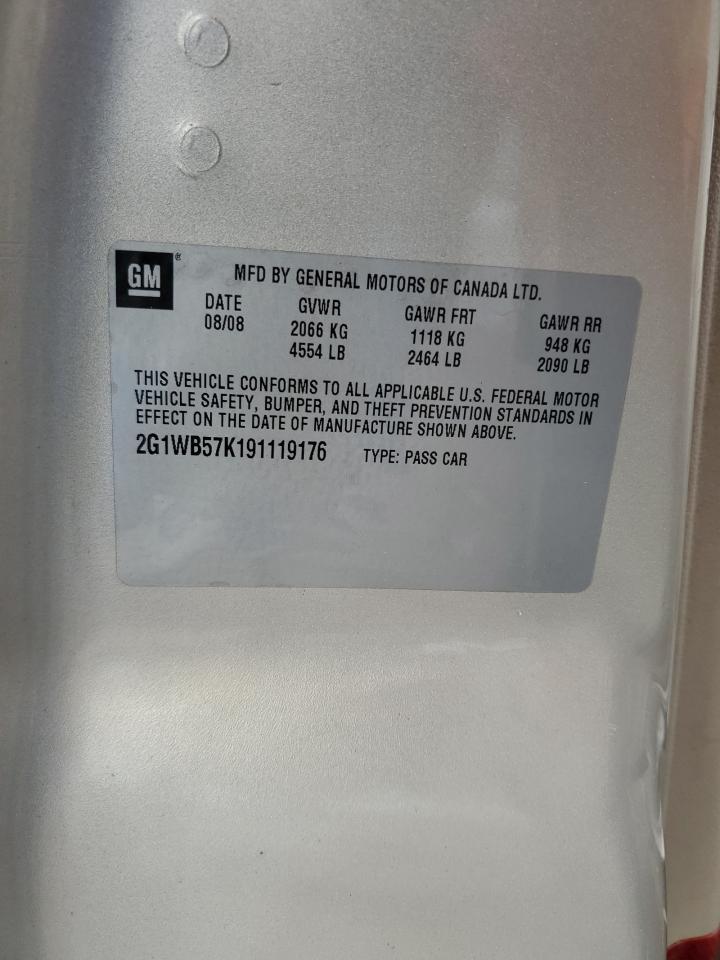 GM®
MFD BY GENERAL MOTORS OF CANADA LTD.
DATE GVWR GAWR FRT GAWR RR
08/08 2066 KG 1118 KG 948 KG
4554 LB 2464 LB 2090 LB
THIS VEHICLE CONFORMS TO ALL APPLICABLE U.S. FEDERAL MOTOR
VEHICLE SAFETY, BUMPER, AND THEFT PREVENTION STANDARDS IN
EFFECT ON THE DATE OF MANUFACTURE SHOWN ABOVE.
2G1WB57K191119176 TYPE: PASS CAR